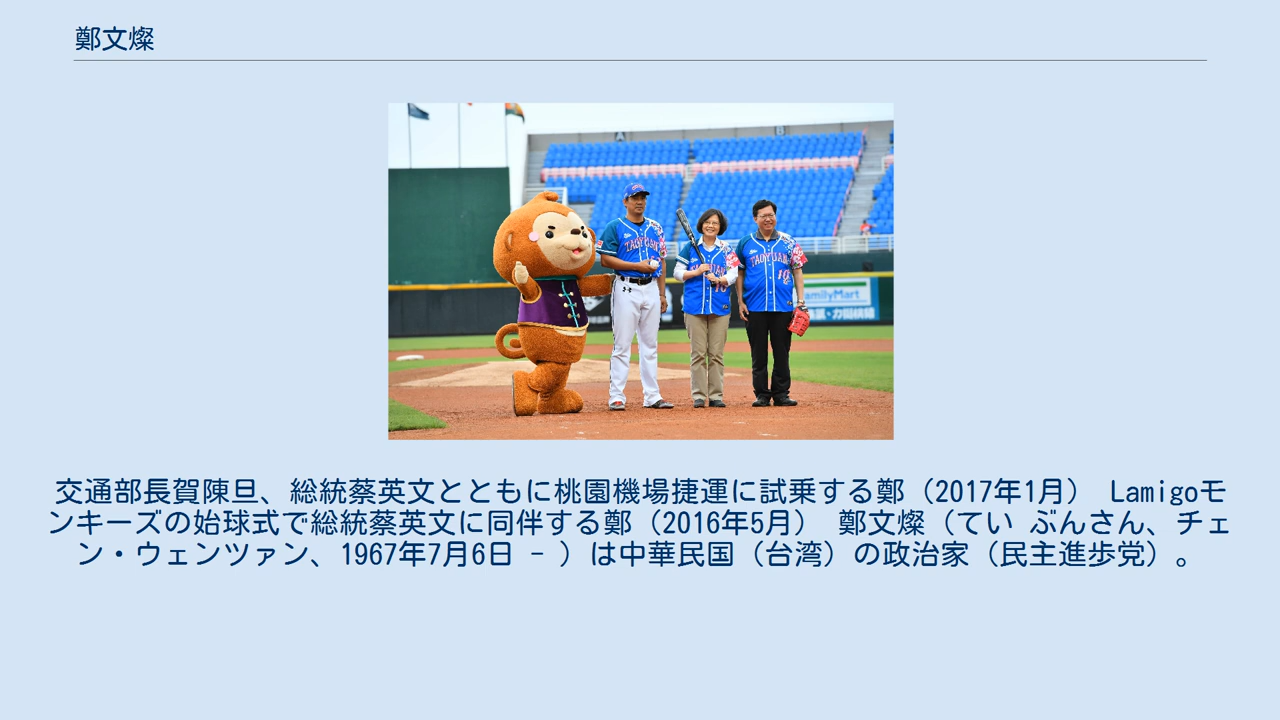 鄭文燦
A
B
TAOYUAN
TAOYUAN
FamilyMart
交通部長賀陳旦、総統蔡英文とともに桃園機場捷運に試乗する鄭（2017年1月） Lamigoモ
ンキーズの始球式で総統蔡英文に同伴する鄭（2016年5月） 鄭文燦（てい ぶんさん、チェ
ン・ウェンツァン、1967年7月6日 - ）は中華民国（台湾）の政治家（民主進歩党）。